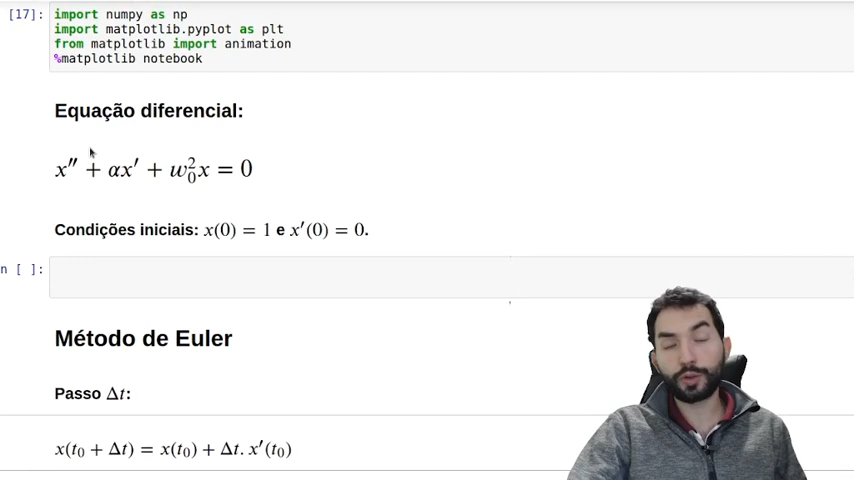 [17]: import numpy as np
import matplotlib.pyplot as plt
from matplotlib import animation
%matplotlib notebook
Equação diferencial:
x″ + αx′ + w₀²x = 0
Condições iniciais: x(0) = 1 e x′(0) = 0.
n [ ]:
Método de Euler
Passo Δt:
x(t₀ + Δt) = x(t₀) + Δt. x′(t₀)